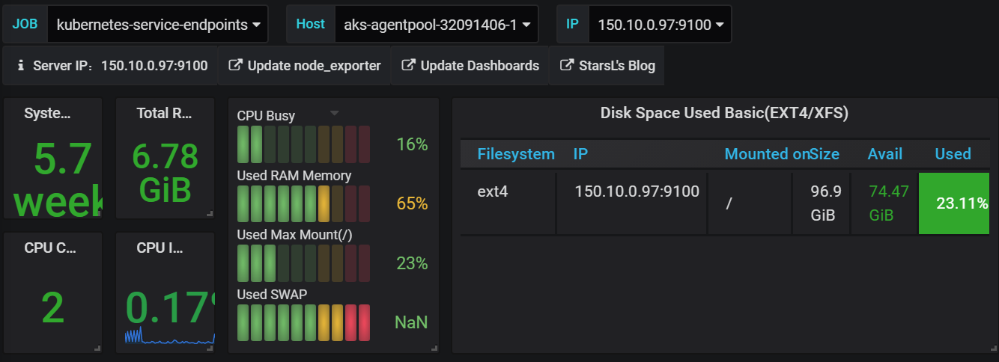 JOB kubernetes-service-endpoints Host aks-agentpool-32091406-1 IP 150.10.0.97:9100
Server IP：150.10.0.97:9100 Update node_exporter Update Dashboards StarsL's Blog
Syste...
5.7
week
Total R...
6.78
GiB
CPU C...
2
CPU I...
0.17%
CPU Busy
16%
Used RAM Memory
65%
Used Max Mount(/)
23%
Used SWAP
NaN
Disk Space Used Basic(EXT4/XFS)
Filesystem IP Mounted on Size Avail Used
ext4 150.10.0.97:9100 / 96.9 GiB 74.47 GiB 23.11%